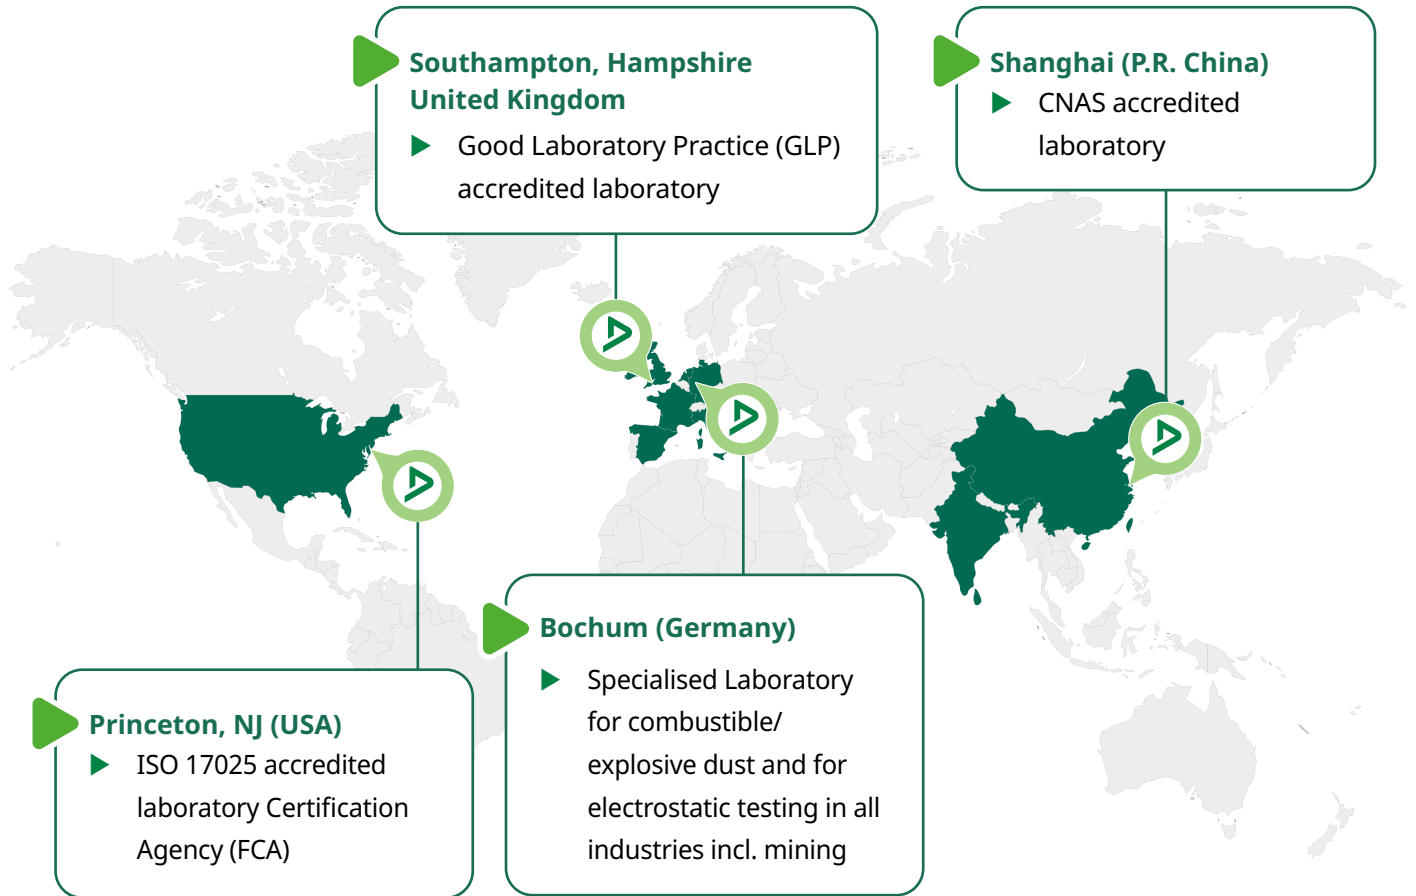 Southampton, Hampshire
United Kingdom
Good Laboratory Practice (GLP)
accredited laboratory
Shanghai (P.R. China)
CNAS accredited
laboratory
Princeton, NJ (USA)
ISO 17025 accredited
laboratory Certification
Agency (FCA)
Bochum (Germany)
Specialised Laboratory
for combustible/
explosive dust and for
electrostatic testing in all
industries incl. mining